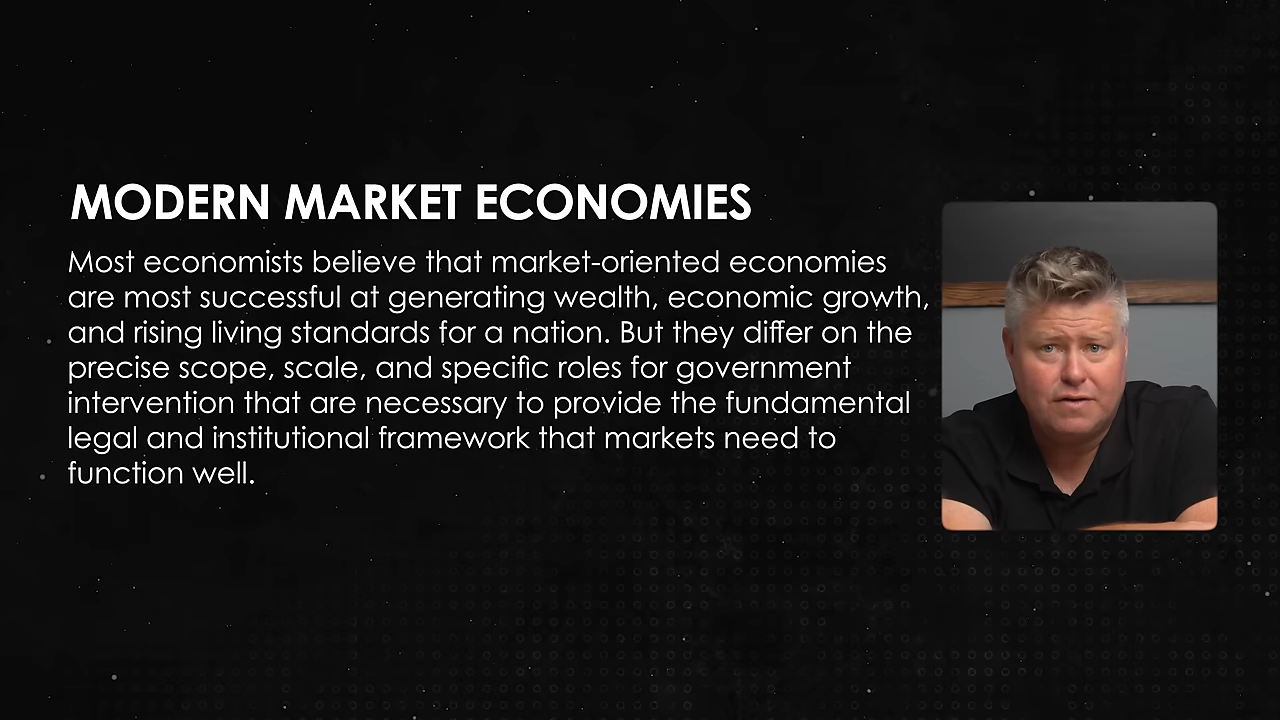 MODERN MARKET ECONOMIES
Most economists believe that market-oriented economies
are most successful at generating wealth, economic growth,
and rising living standards for a nation. But they differ on the
precise scope, scale, and specific roles for government
intervention that are necessary to provide the fundamental
legal and institutional framework that markets need to
function well.